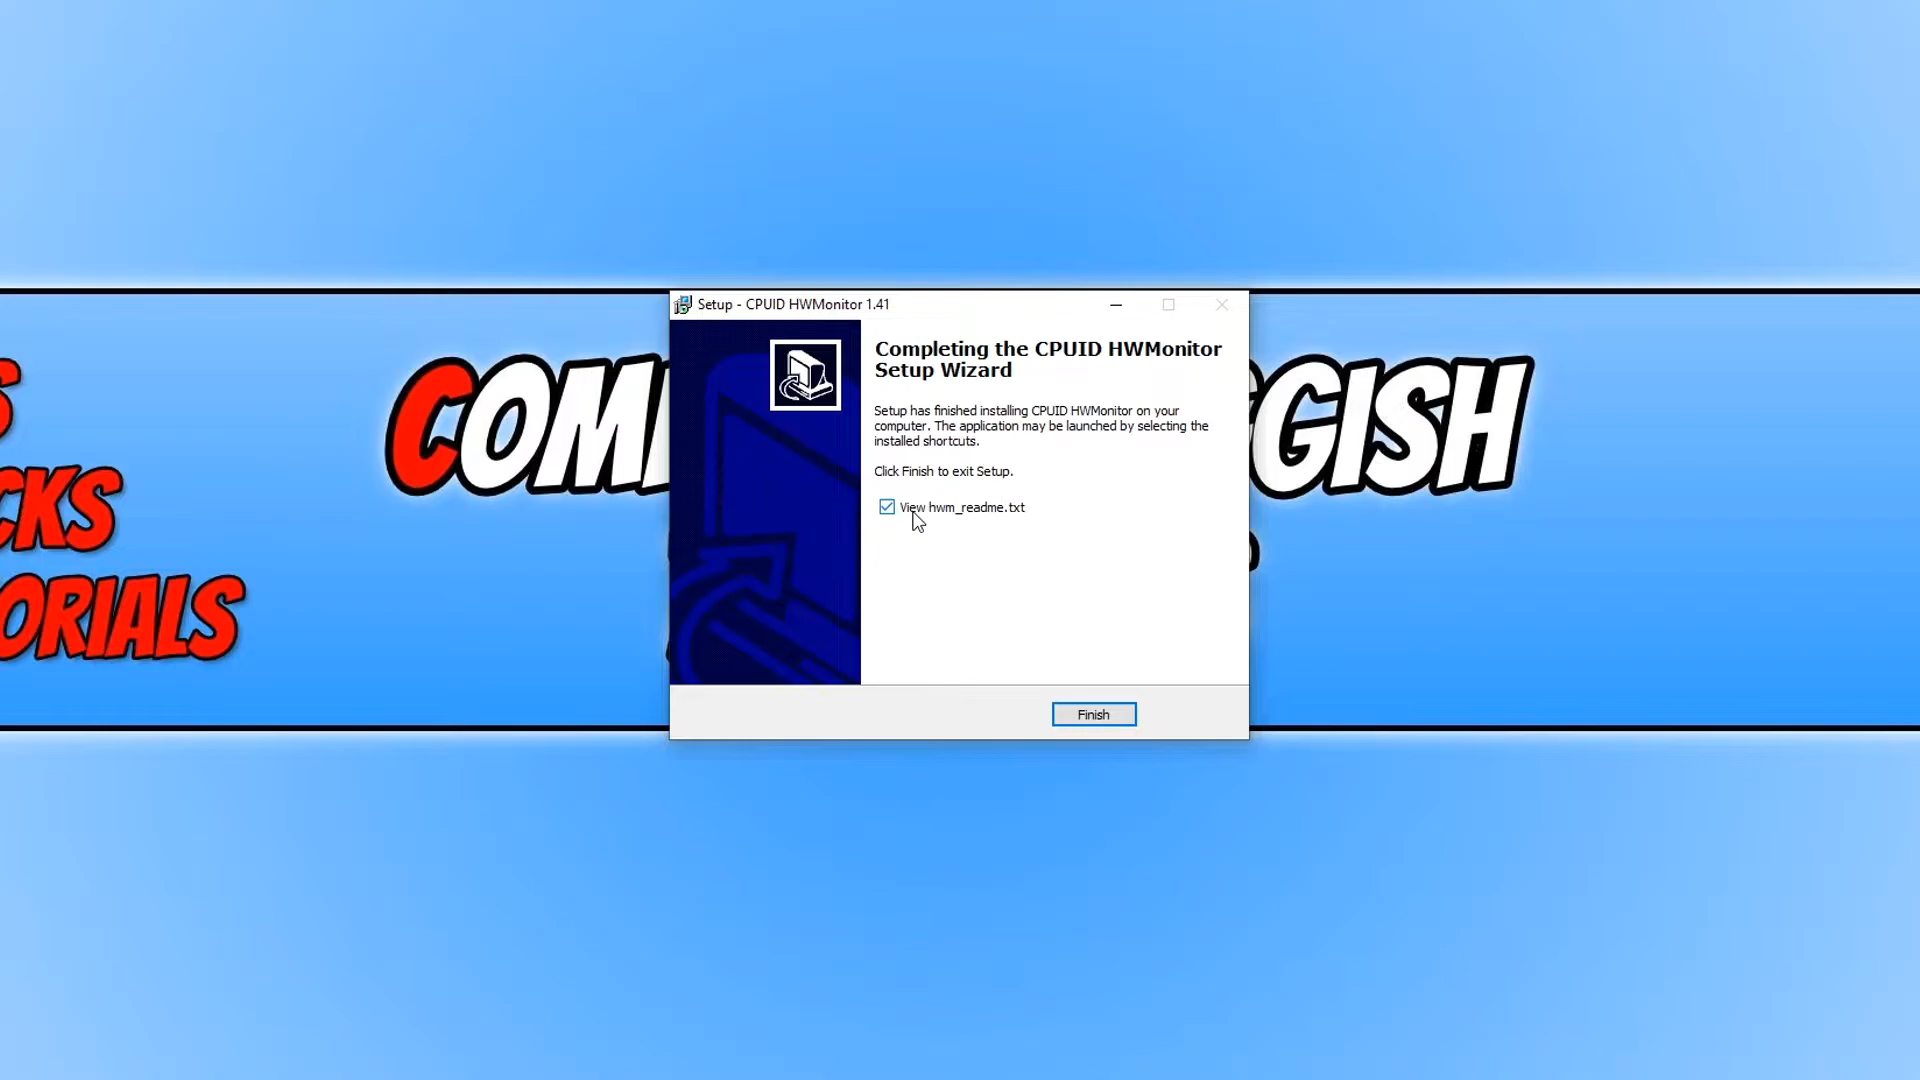 Setup - CPUID HWMonitor 1.41
Completing the CPUID HWMonitor
Setup Wizard
Setup has finished installing CPUID HWMonitor on your
computer. The application may be launched by selecting the
installed shortcuts.
Click Finish to exit Setup.
View hwm_readme.txt
Finish
COM
GISH
CKS
ORIALS